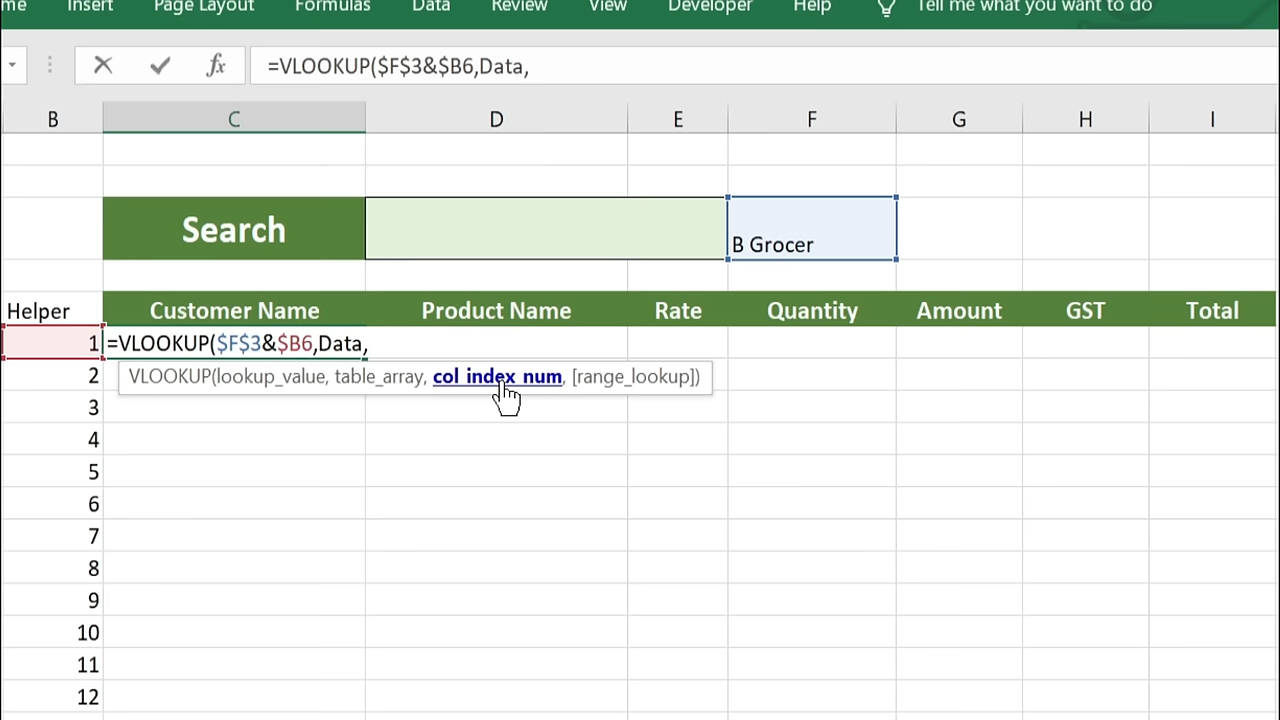 me Insert Page Layout Formulas Data Review View Developer Help Tell me what you want to do
fx =VLOOKUP($F$3&$B6,Data,
B C D E F G H I
Search B Grocer
Helper Customer Name Product Name Rate Quantity Amount GST Total
1 =VLOOKUP($F$3&$B6,Data,
2 VLOOKUP(lookup_value, table_array, col_index_num, [range_lookup])
3
4
5
6
7
8
9
10
11
12